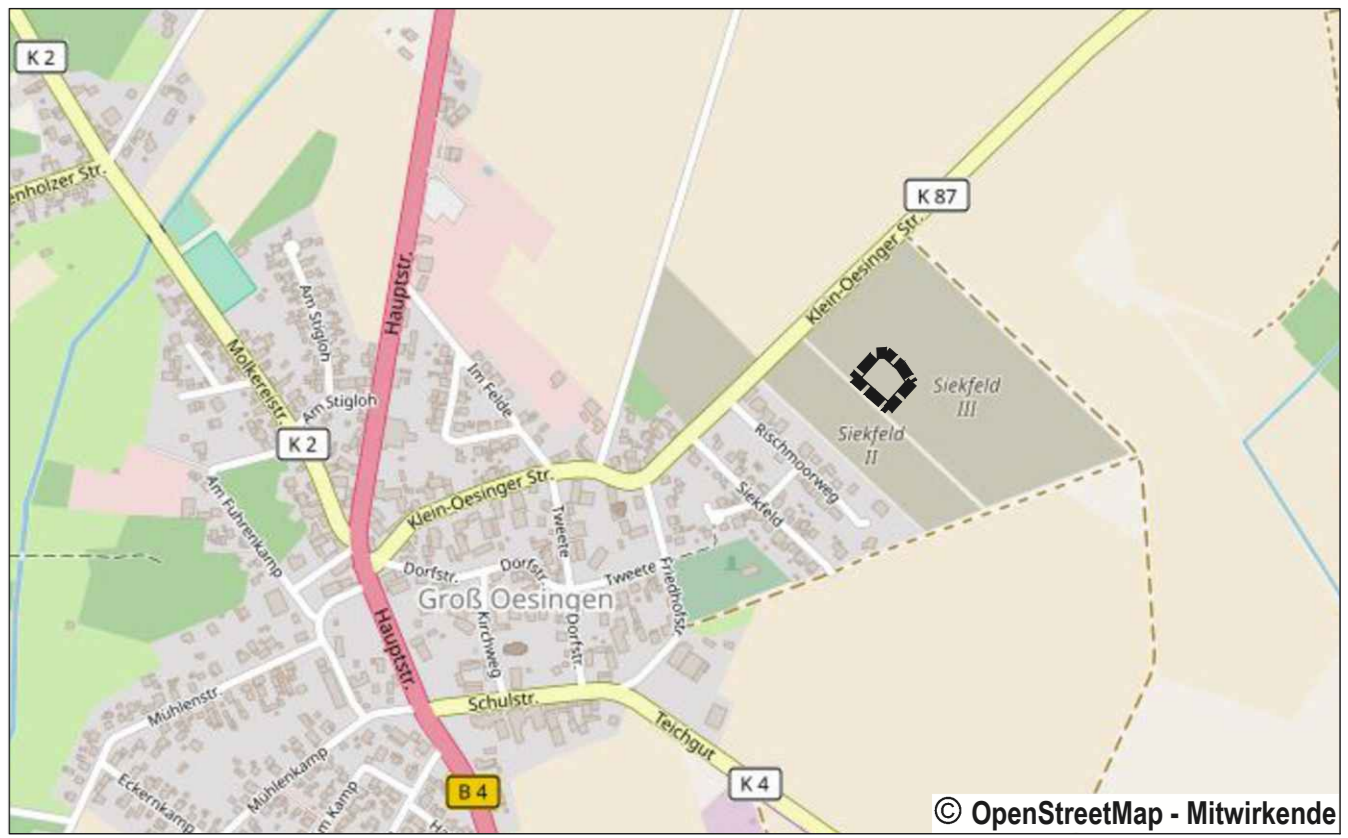 K 2
enholzer Str.
K 87
Klein-Oesinger Str.
Hauptstr.
Am Stigloh
Molkereistr.
Im Felde
Siekfeld
III
Am Stigloh
K 2
Siekfeld
II
Rischmoorweg
Klein-Oesinger Str.
Siekfeld
Am Fuhrenkamp
Tweete
Dorfstr.
Dorfstr.
Tweete
Friedhofstr.
Groß Oesingen
Hauptstr.
Kirchweg
Dorfstr.
Mühlenstr.
Schulstr.
Teichgut
Eckernkamp
Mühlenkamp
m Kamp
B 4
K 4
© OpenStreetMap - Mitwirkende